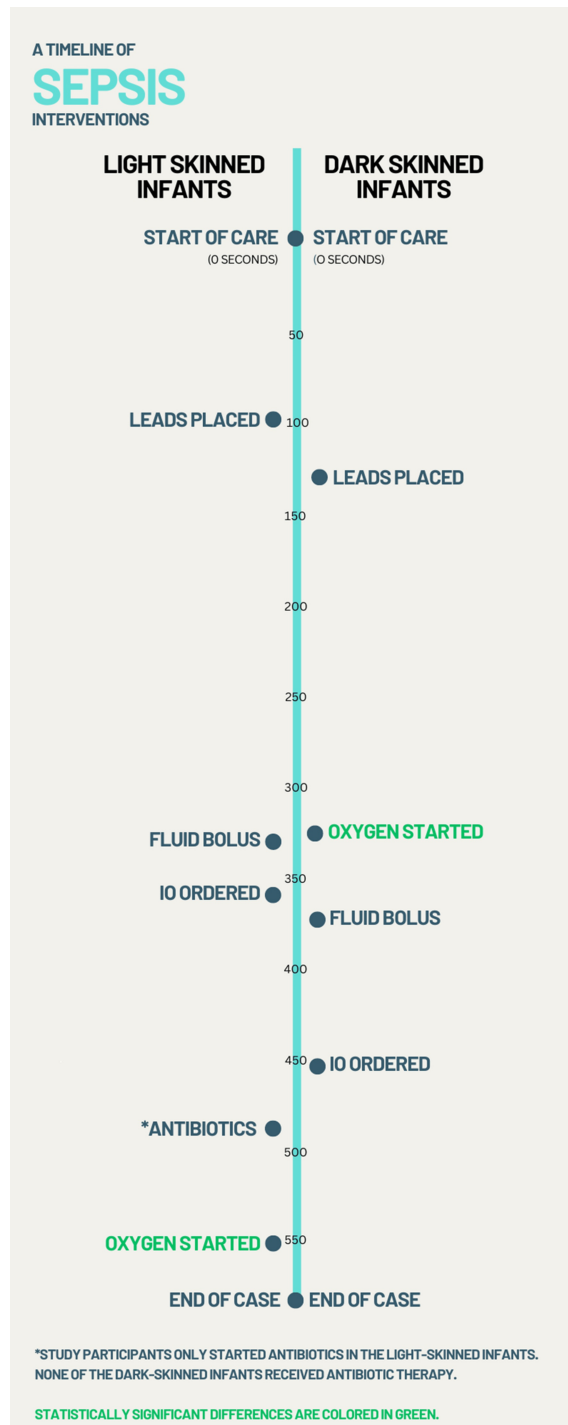 A TIMELINE OF
SEPSIS
INTERVENTIONS
LIGHT SKINNED
INFANTS
DARK SKINNED
INFANTS
START OF CARE
(0 SECONDS)
START OF CARE
(0 SECONDS)
50
LEADS PLACED
100
LEADS PLACED
150
200
250
300
OXYGEN STARTED
FLUID BOLUS
350
IO ORDERED
FLUID BOLUS
400
450
IO ORDERED
*ANTIBIOTICS
500
OXYGEN STARTED
550
END OF CASE
END OF CASE
*STUDY PARTICIPANTS ONLY STARTED ANTIBIOTICS IN THE LIGHT-SKINNED INFANTS.
NONE OF THE DARK-SKINNED INFANTS RECEIVED ANTIBIOTIC THERAPY.
STATISTICALLY SIGNIFICANT DIFFERENCES ARE COLORED IN GREEN.